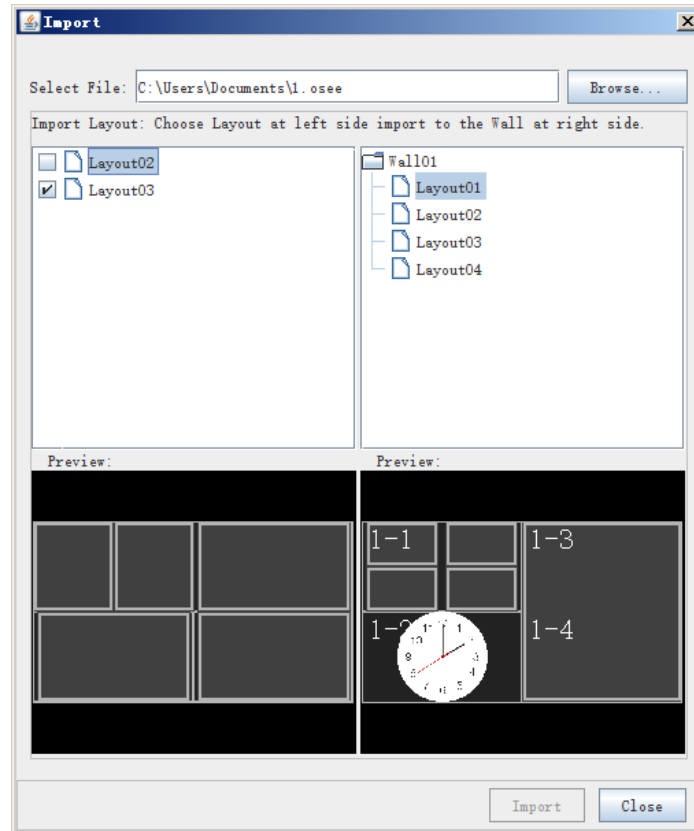 Import
Select File: C:\Users\Documents\1.osee Browse...
Import Layout: Choose Layout at left side import to the Wall at right side.
Layout02
Layout03
Wall01
Layout01
Layout02
Layout03
Layout04
Preview:
Preview:
1-1
1-3
1-4
Import
Close